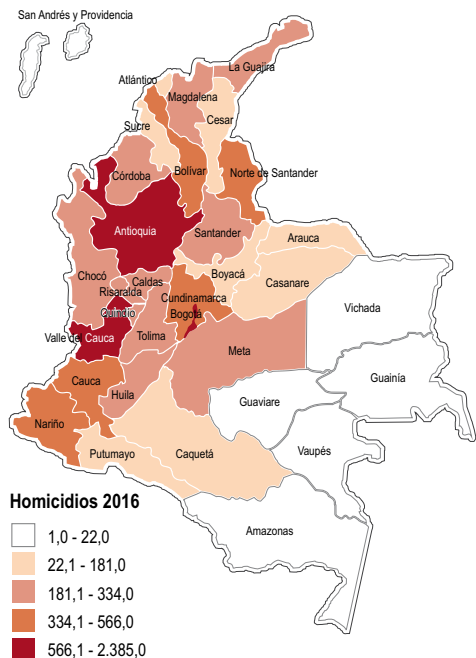 San Andrés y Providencia
La Guajira
Atlántico
Magdalena
Cesar
Sucre
Córdoba
Bolívar
Norte de Santander
Antioquia
Santander
Arauca
Chocó
Boyacá
Caldas
Risaralda
Casanare
Cundinamarca
Quindío
Bogotá
Vichada
Valle del Cauca
Tolima
Meta
Cauca
Guainía
Huila
Guaviare
Nariño
Vaupés
Putumayo
Caquetá
Amazonas
Homicidios 2016
1,0 - 22,0
22,1 - 181,0
181,1 - 334,0
334,1 - 566,0
566,1 - 2.385,0